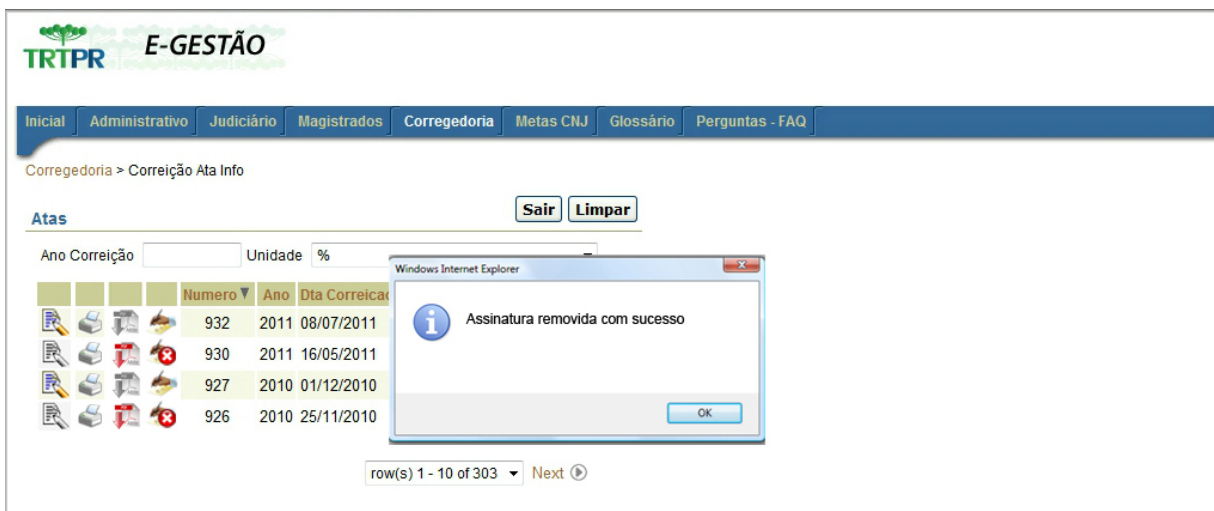 TRTPR E-GESTÃO
Inicial Administrativo Judiciário Magistrados Corregedoria Metas CNJ Glossário Perguntas - FAQ
Corregedoria > Correição Ata Info
Atas Sair Limpar
Ano Correição Unidade %
Windows Internet Explorer
Numero Ano Dta Correicao
932 2011 08/07/2011
Assinatura removida com sucesso
930 2011 16/05/2011
927 2010 01/12/2010
926 2010 25/11/2010
OK
row(s) 1 - 10 of 303 Next